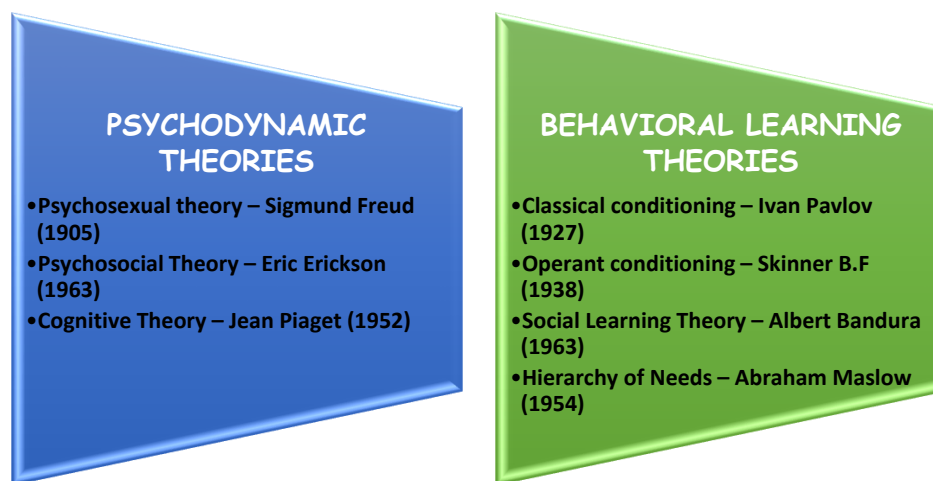 PSYCHODYNAMIC
THEORIES
•Psychosexual theory – Sigmund Freud
(1905)
•Psychosocial Theory – Eric Erickson
(1963)
•Cognitive Theory – Jean Piaget (1952)
BEHAVIORAL LEARNING
THEORIES
•Classical conditioning – Ivan Pavlov
(1927)
•Operant conditioning – Skinner B.F
(1938)
•Social Learning Theory – Albert Bandura
(1963)
•Hierarchy of Needs – Abraham Maslow
(1954)